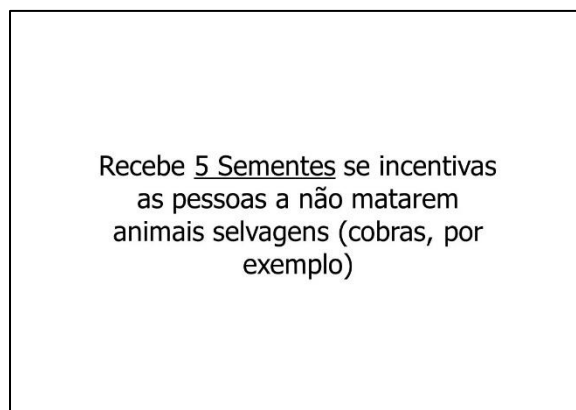 Recebe 5 Sementes se incentivas
as pessoas a não matarem
animais selvagens (cobras, por
exemplo)